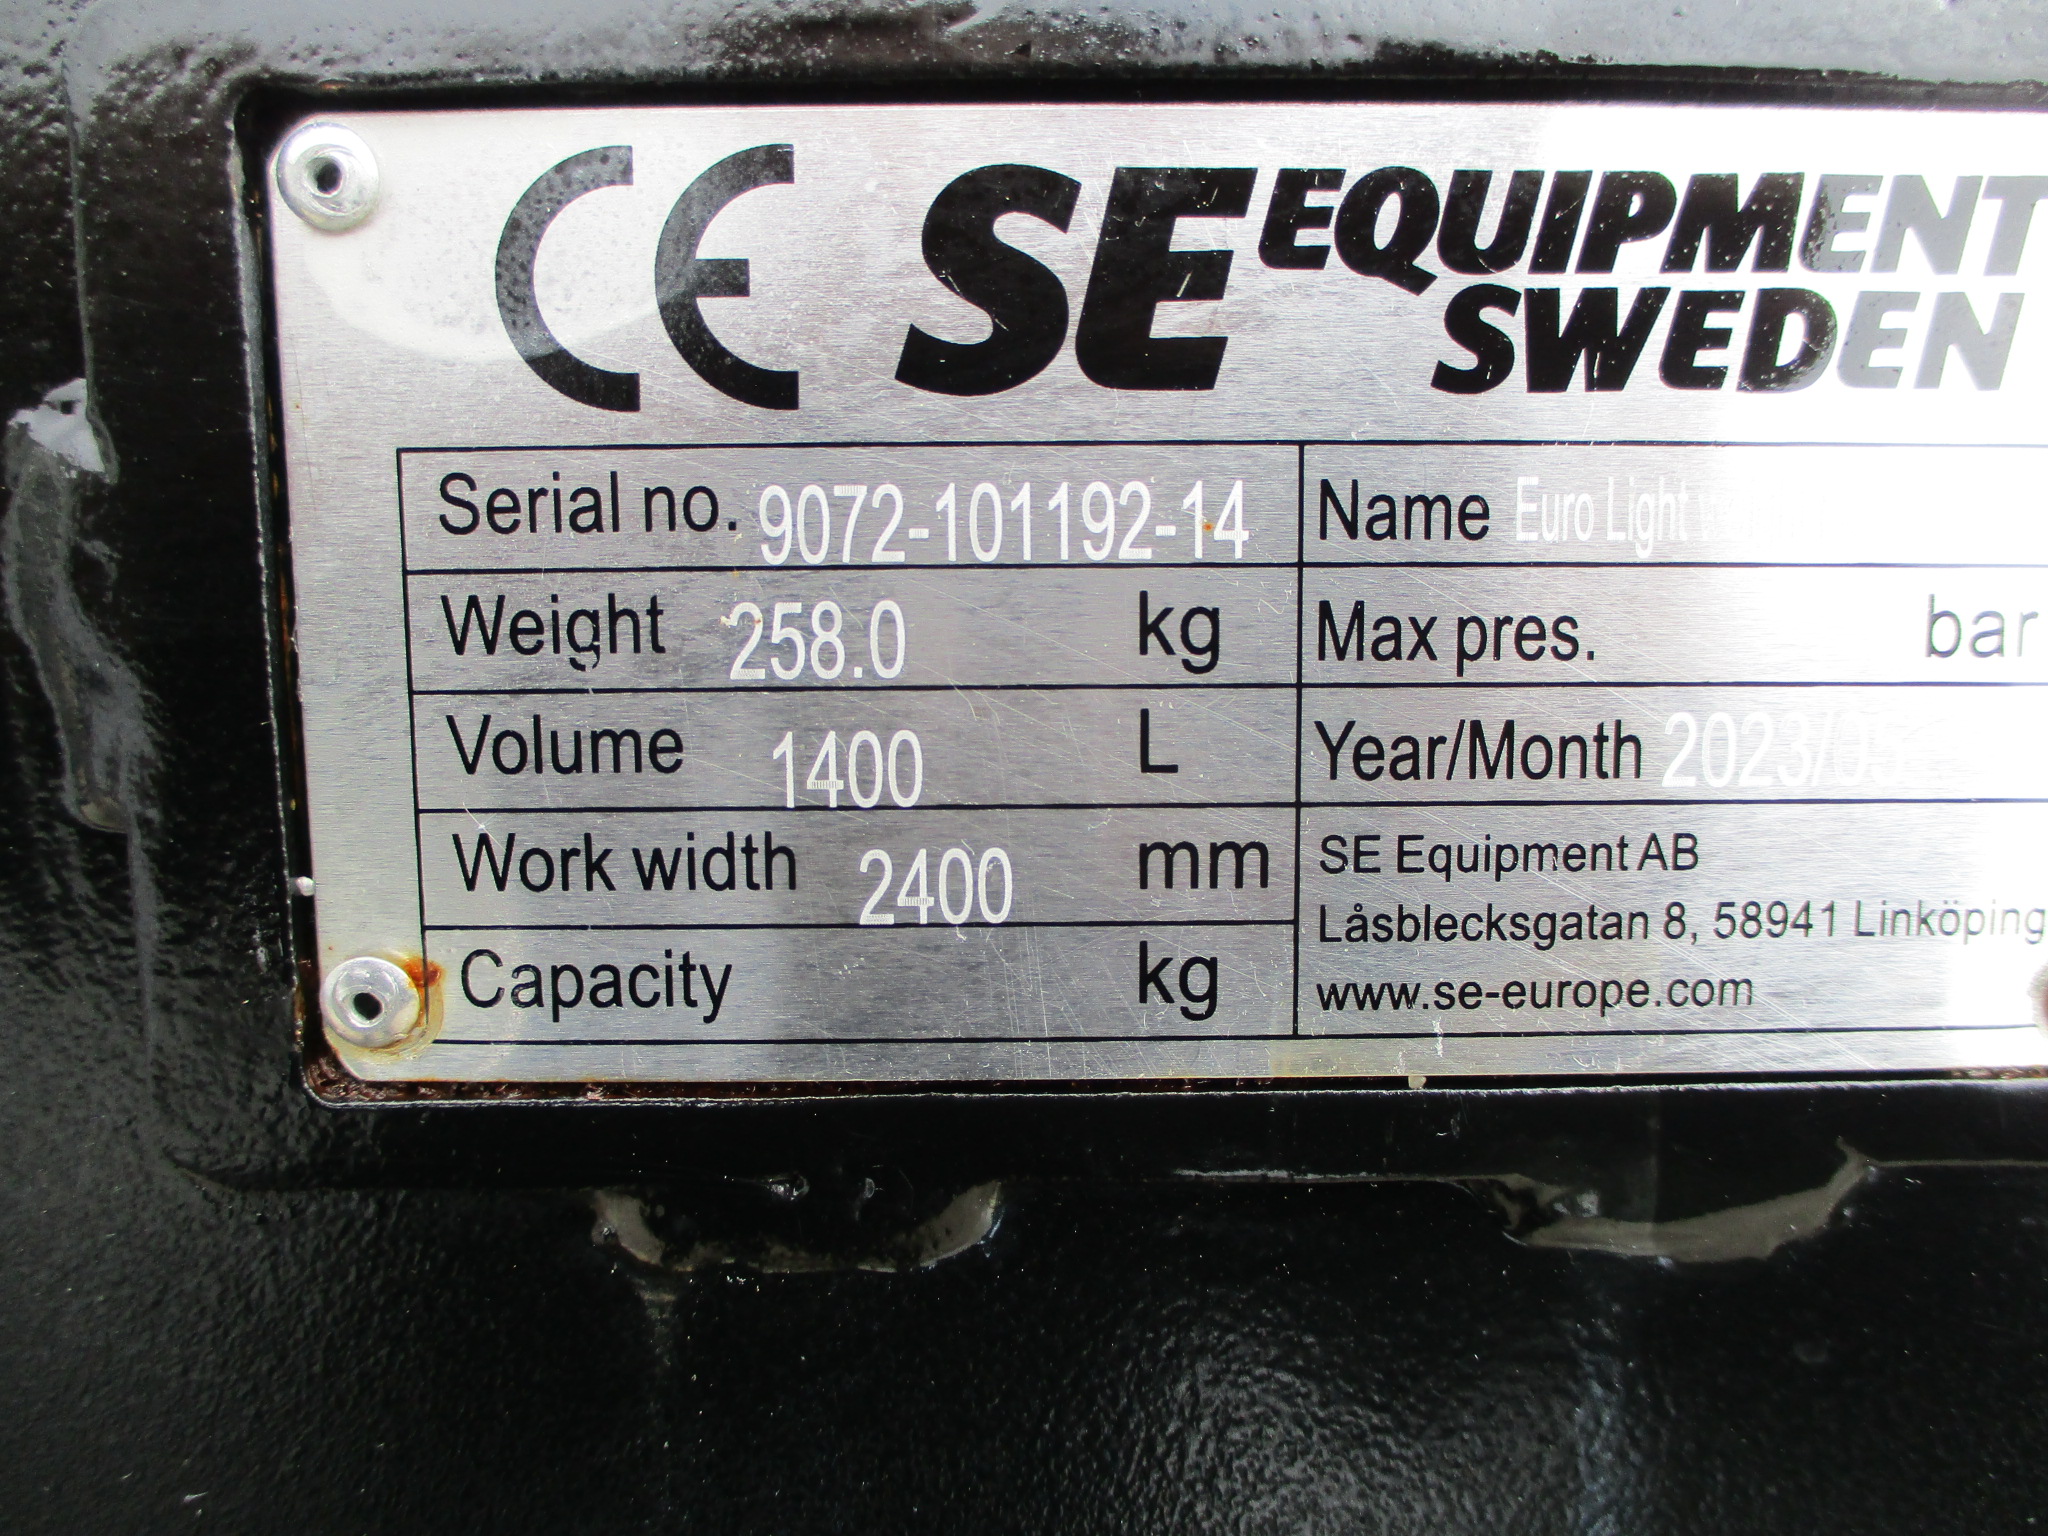 CE SE EQUIPMENT
SWEDEN
Serial no. 9072-101192-14 Name Euro Light
Weight 258.0 kg Max pres. bar
Volume 1400 L Year/Month 2023/05
Work width 2400 mm SE Equipment AB
Låsblecksgatan 8, 58941 Linköping
Capacity kg www.se-europe.com